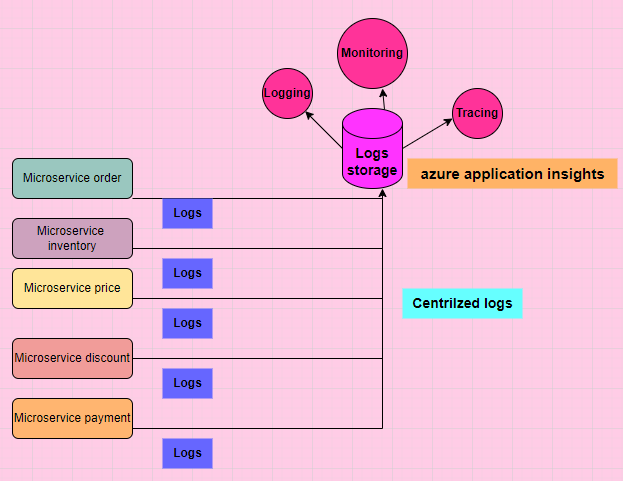 Monitoring
Logging
Tracing
Logs
storage
azure application insights
Microservice order
Logs
Microservice
inventory
Logs
Microservice price
Centrilzed logs
Logs
Microservice discount
Logs
Microservice payment
Logs